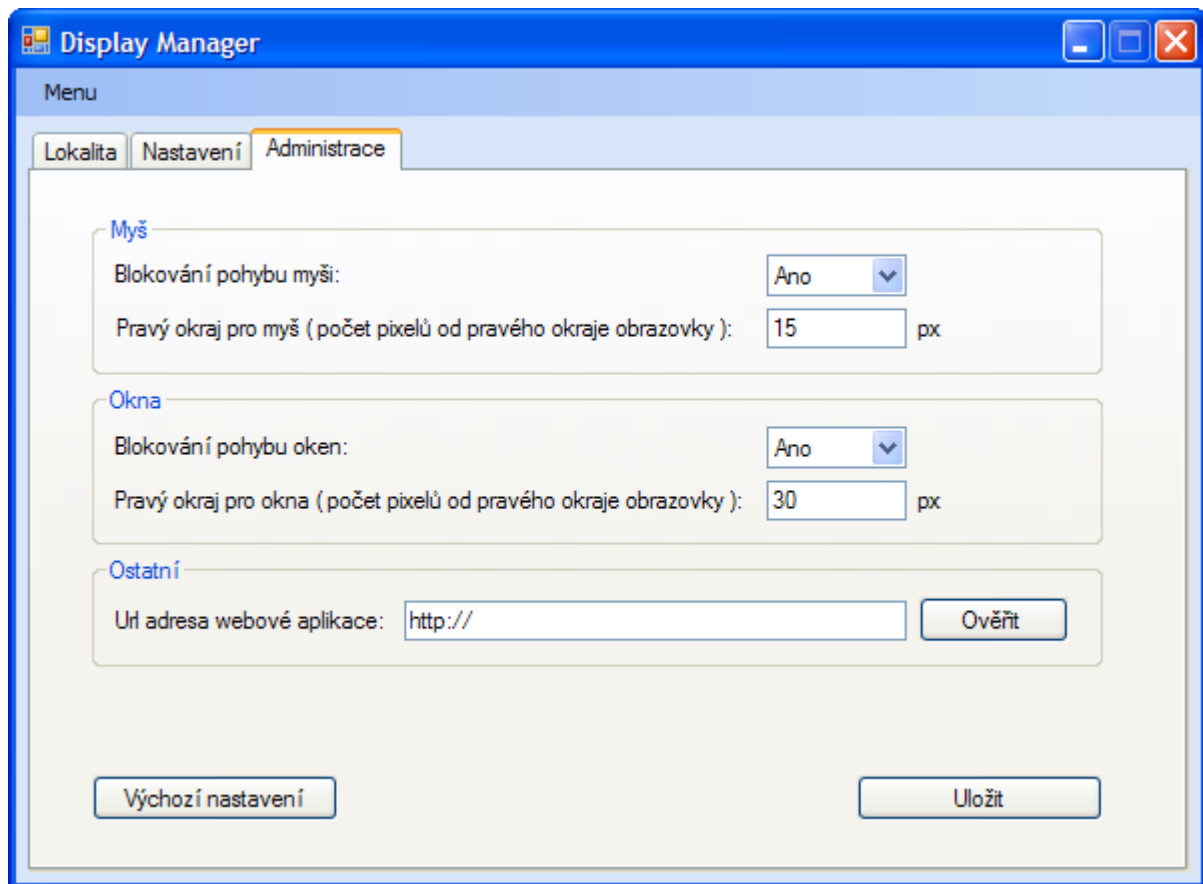 Display Manager
Menu
Lokalita Nastavení Administrace
Myš
Blokování pohybu myši: Ano
Pravý okraj pro myš ( počet pixelů od pravého okraje obrazovky ): 15 px
Okna
Blokování pohybu oken: Ano
Pravý okraj pro okna ( počet pixelů od pravého okraje obrazovky ): 30 px
Ostatní
Url adresa webové aplikace: http:// Ověřit
Výchozí nastavení Uložit